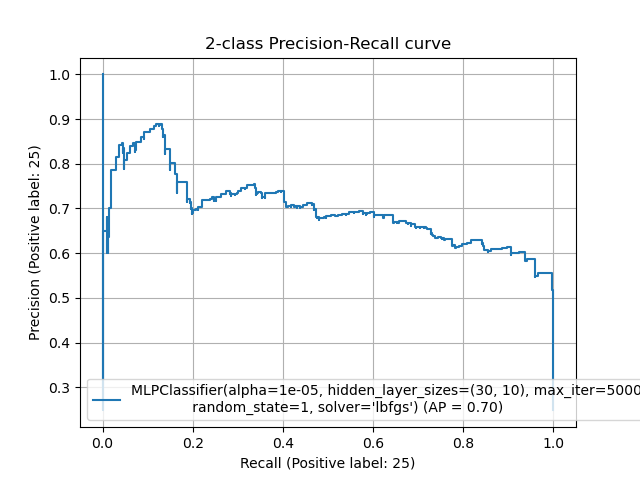 2-class Precision-Recall curve
1.0
0.9
0.8
0.7
0.6
0.5
0.4
0.3
Precision (Positive label: 25)
MLPClassifier(alpha=1e-05, hidden_layer_sizes=(30, 10), max_iter=5000
random_state=1, solver='lbfgs') (AP = 0.70)
0.0 0.2 0.4 0.6 0.8 1.0
Recall (Positive label: 25)